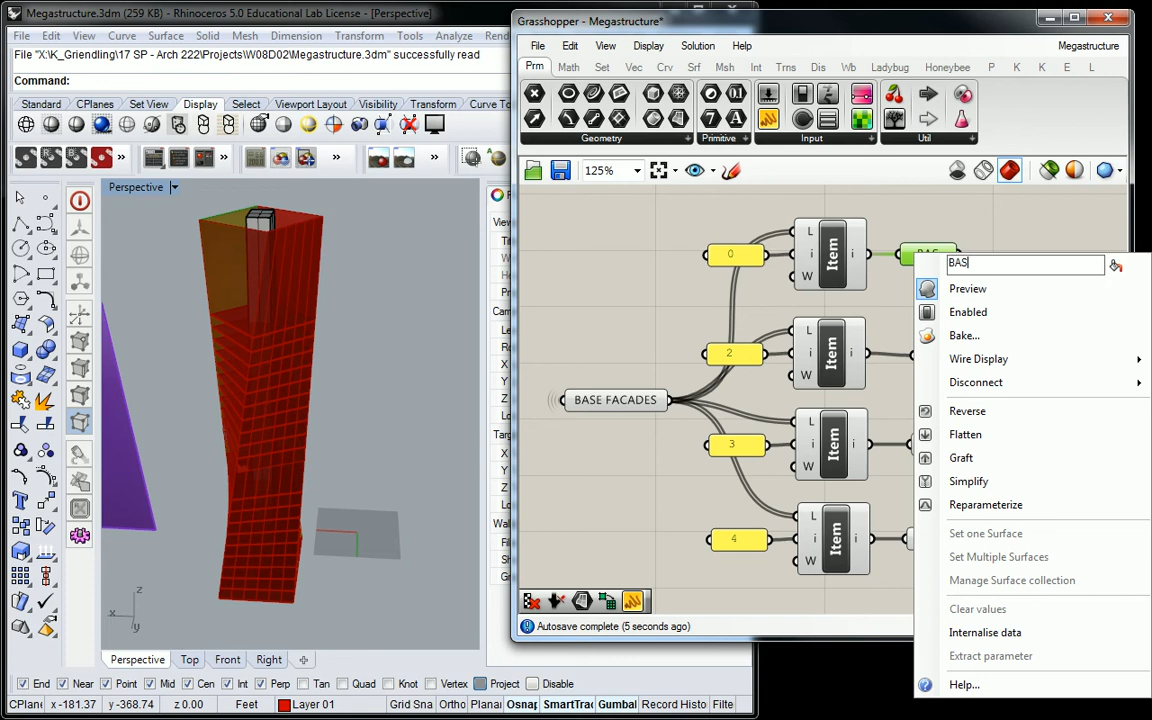 Megastructure.3dm (259 KB) - Rhinoceros 5.0 Educational Lab License - [Perspective]
File Edit View Curve Surface Solid Mesh Dimension Transform Tools Analyze
File "X:\K_Griendling\17 SP - Arch 222\Projects\W08D02\Megastructure.3dm" successfully read
Command:
Standard CPlanes Set View Display Select Viewport Layout Visibility Transform Curve To
Perspective
z
x
y
Perspective Top Front Right
End Near Point Mid Cen Int Perp Tan Quad Knot Vertex Project Disable
CPlane x -181.37 y -368.74 z 0.00 Feet Layer 01 Grid Sna Ortho Planar Osnap SmartTrac Gumbal Record Histo Filte
Grasshopper - Megastructure*
File Edit View Display Solution Help Megastructure
Prm Math Set Vec Crv Srf Msh Int Trns Dis Wb Ladybug Honeybee P K K E L
Geometry Primitive Input Util
125%
0 L i W Item i BAS
2 L i W Item i
BASE FACADES
3 L i W Item i
4 L i W Item i
BAS
Preview
Enabled
Bake...
Wire Display
Disconnect
Reverse
Flatten
Graft
Simplify
Reparameterize
Set one Surface
Set Multiple Surfaces
Manage Surface collection
Clear values
Internalise data
Extract parameter
Help...
Autosave complete (5 seconds ago)